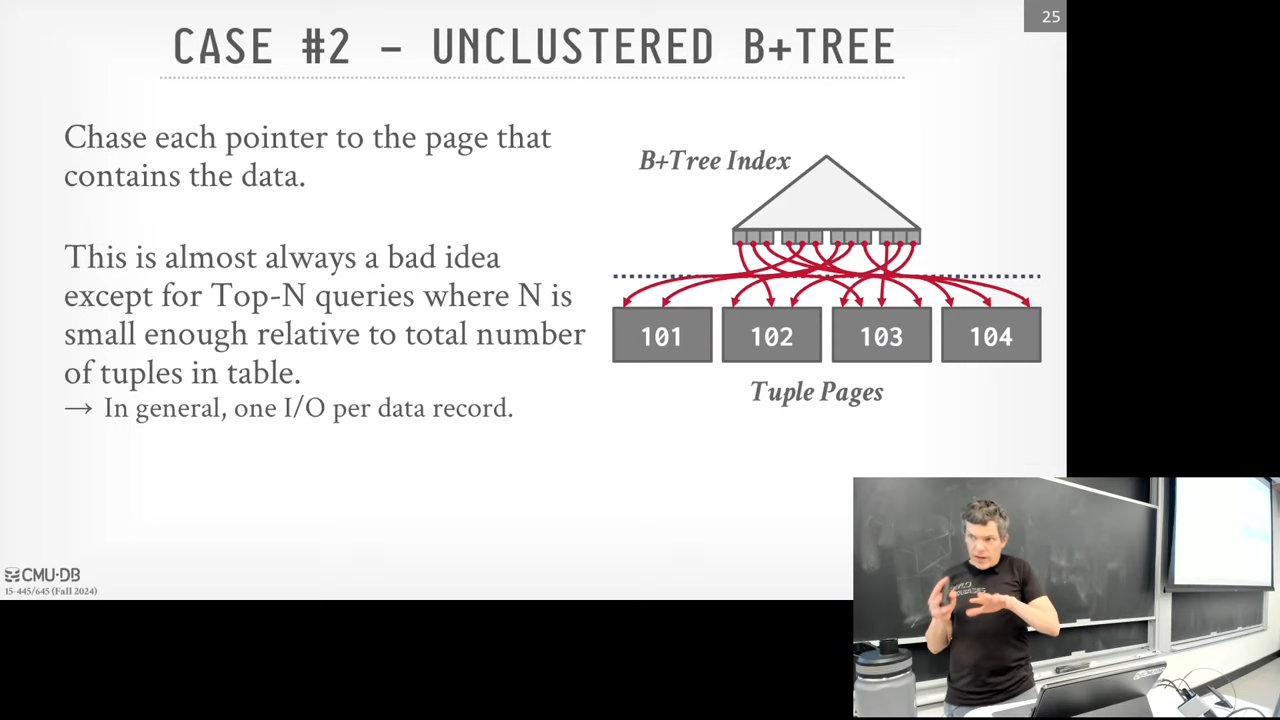 25
CASE #2 – UNCLUSTERED B+TREE
Chase each pointer to the page that
contains the data.
This is almost always a bad idea
except for Top-N queries where N is
small enough relative to total number
of tuples in table.
→ In general, one I/O per data record.
B+Tree Index
101
102
103
104
Tuple Pages
CMU·DB
15-445/645 (Fall 2024)